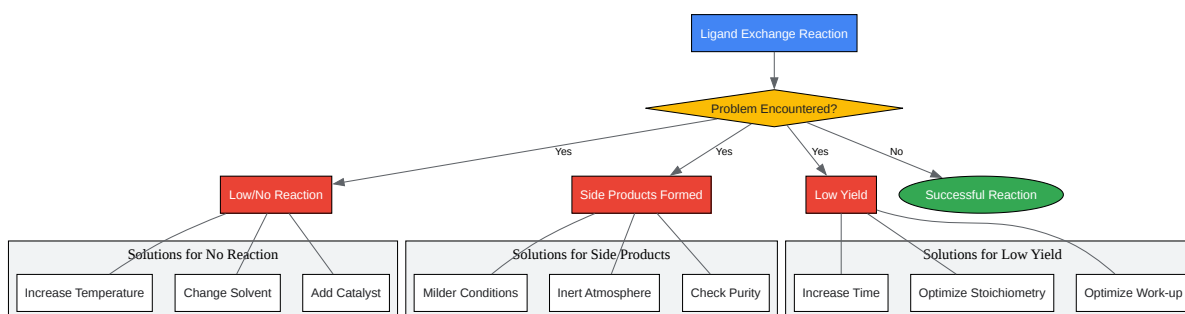 Ligand Exchange Reaction
Problem Encountered?
Yes
Yes
Yes
No
Low/No Reaction
Side Products Formed
Low Yield
Successful Reaction
Solutions for No Reaction
Solutions for Side Products
Solutions for Low Yield
Increase Temperature
Change Solvent
Add Catalyst
Milder Conditions
Inert Atmosphere
Check Purity
Increase Time
Optimize Stoichiometry
Optimize Work-up